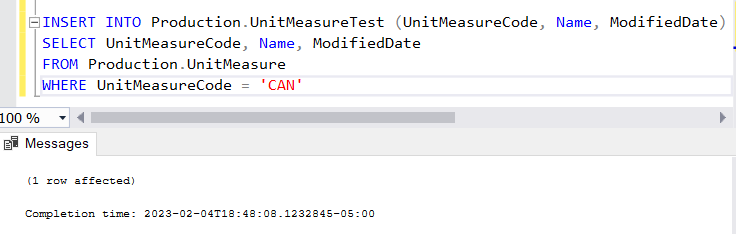 INSERT INTO Production.UnitMeasureTest (UnitMeasureCode, Name, ModifiedDate)
SELECT UnitMeasureCode, Name, ModifiedDate
FROM Production.UnitMeasure
WHERE UnitMeasureCode = 'CAN'
100 %
Messages
(1 row affected)
Completion time: 2023-02-04T18:48:08.1232845-05:00